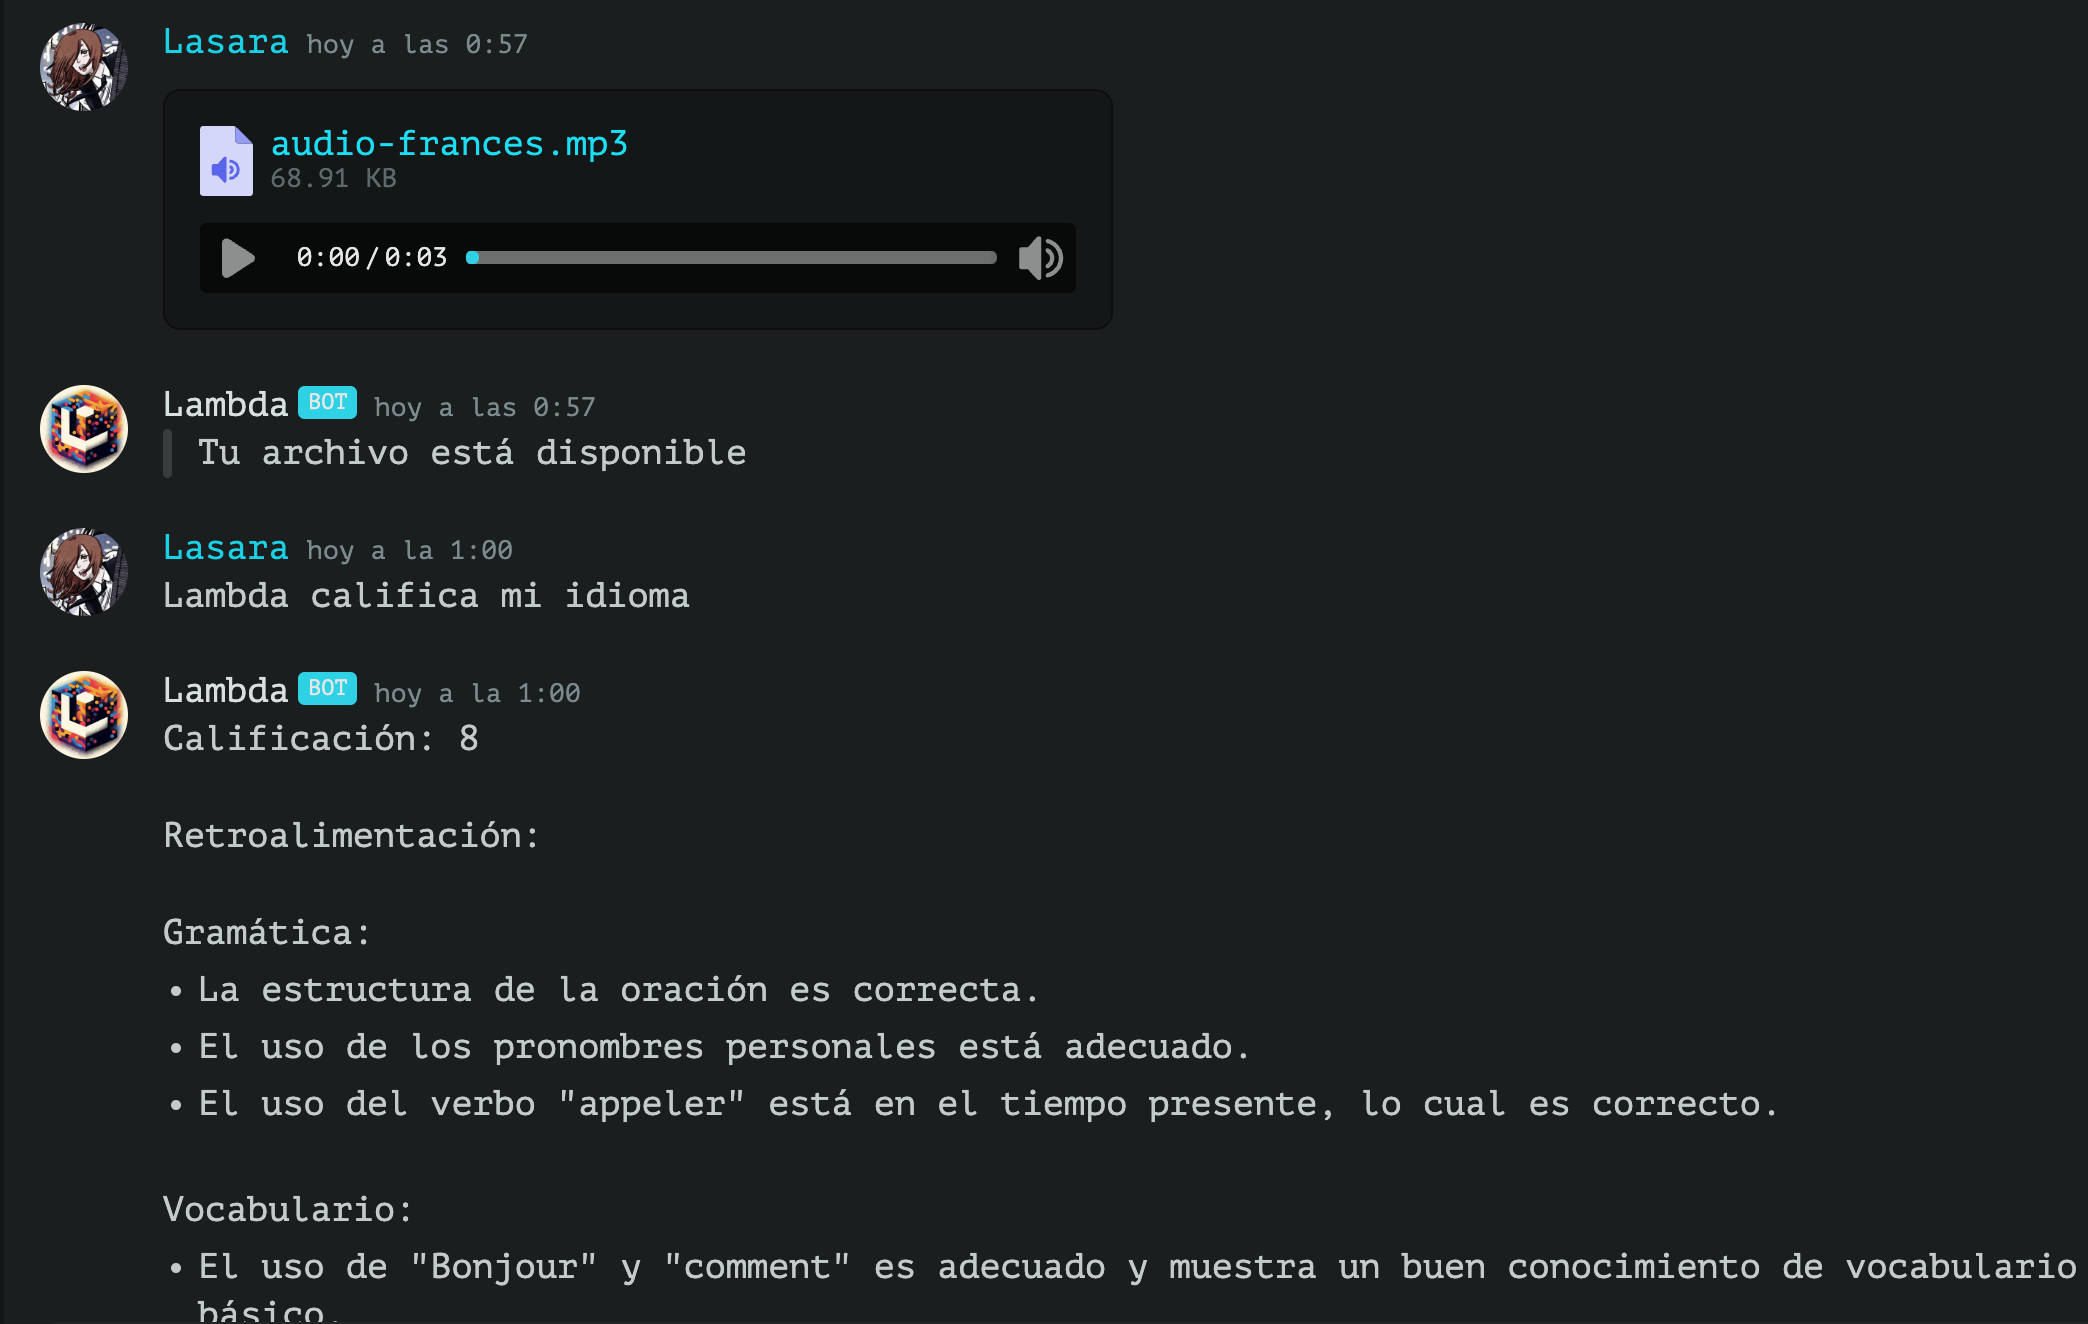 Lasara hoy a las 0:57
audio-frances.mp3
68.91 KB
0:00/0:03
Lambda BOT hoy a las 0:57
Tu archivo está disponible
Lasara hoy a la 1:00
Lambda califica mi idioma
Lambda BOT hoy a la 1:00
Calificación: 8
Retroalimentación:
Gramática:
• La estructura de la oración es correcta.
• El uso de los pronombres personales está adecuado.
• El uso del verbo "appeler" está en el tiempo presente, lo cual es correcto.
Vocabulario:
• El uso de "Bonjour" y "comment" es adecuado y muestra un buen conocimiento de vocabulario
básico.